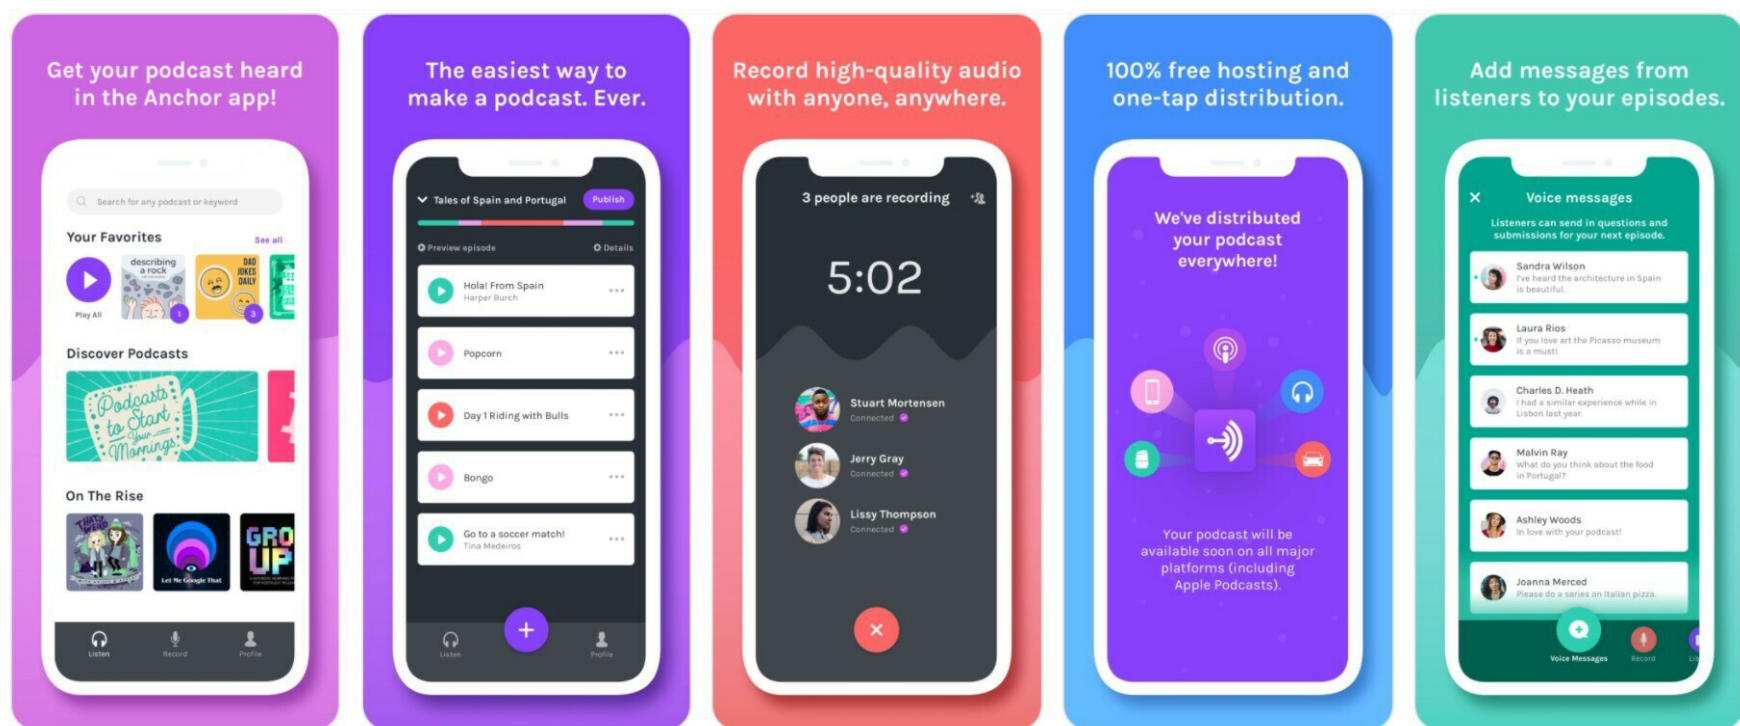 Get your podcast heard
in the Anchor app!
Search for any podcast or keyword
Your Favorites
See all
Play All
describing
a rock
1
DAD
JOKES
DAILY
3
Discover Podcasts
Podcasts
to Start
Your
Mornings
On The Rise
THAT'S
WEIRD
Let Me Google That
GRO
UP
Listen
Record
Profile
The easiest way to
make a podcast. Ever.
Tales of Spain and Portugal
Publish
Preview episode
Details
Hola! From Spain
Harper Burch
Popcorn
Day 1 Riding with Bulls
Bongo
Go to a soccer match!
Tina Medeiros
Listen
Profile
Record high-quality audio
with anyone, anywhere.
3 people are recording
5:02
Stuart Mortensen
Connected
Jerry Gray
Connected
Lissy Thompson
Connected
100% free hosting and
one-tap distribution.
We've distributed
your podcast
everywhere!
Your podcast will be
available soon on all major
platforms (including
Apple Podcasts).
Add messages from
listeners to your episodes.
Voice messages
Listeners can send in questions and
submissions for your next episode.
Sandra Wilson
I've heard the architecture in Spain
is beautiful.
Laura Rios
If you love art the Picasso museum
is a must!
Charles D. Heath
I had a similar experience while in
Lisbon last year.
Malvin Ray
What do you think about the food
in Portugal?
Ashley Woods
In love with your podcast!
Joanna Merced
Please do a series on Italian pizza.
Voice Messages
Record